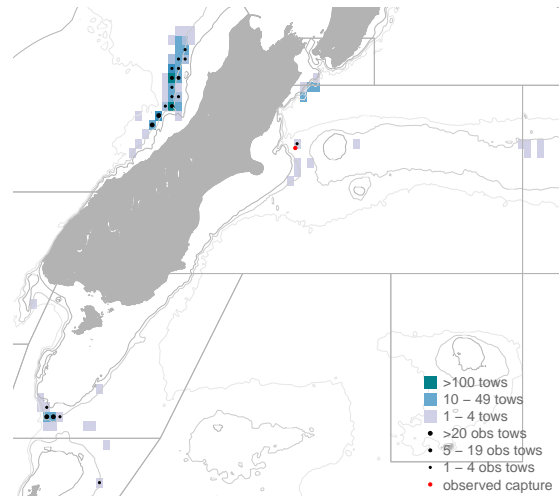 >100 tows
10 – 49 tows
1 – 4 tows
>20 obs tows
5 – 19 obs tows
1 – 4 obs tows
observed capture